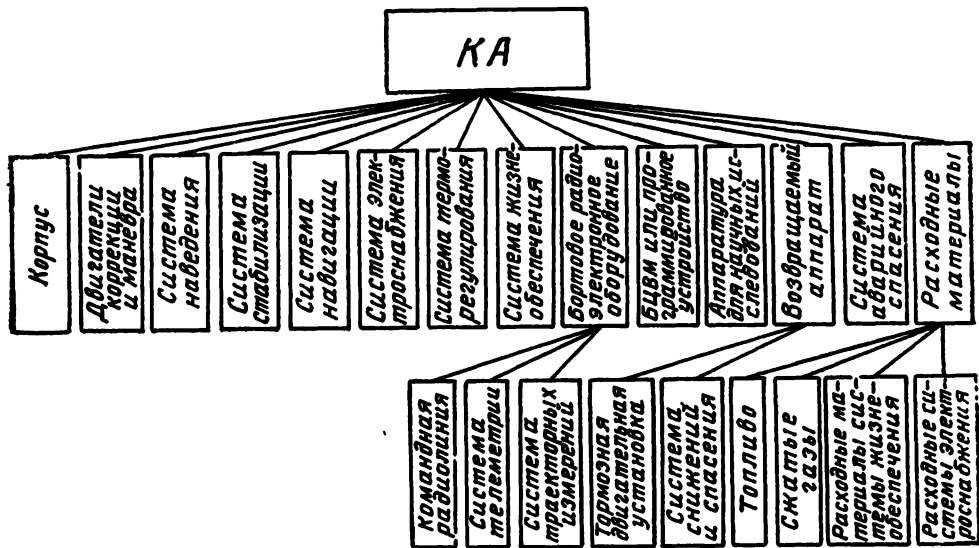 КА
Корпус
Двигатели
коррекции
и маневра
Система
наведения
Система
стабилизации
Система
навигации
Система элек-
троснабжения
Система термо-
регулирования
Система жизне-
обеспечения
Бортовое радио-
электронное
оборудование
БЦВМ или про-
граммированное
устройство
Аппаратура
для научных ис-
следований
Возвращаемый
аппарат
Система
аварийного
спасения
Расходные
материалы
Командная
радиолиния
Система
телеметрии
Система
траекторных
измерений
Тормозная
двигательная
установка
Система
снижения
и спасения
Топливо
Сжатые
газы
Расходные ма-
териалы сис-
темы жизне-
обеспечения
Расходные си-
стемы элект-
роснабжения